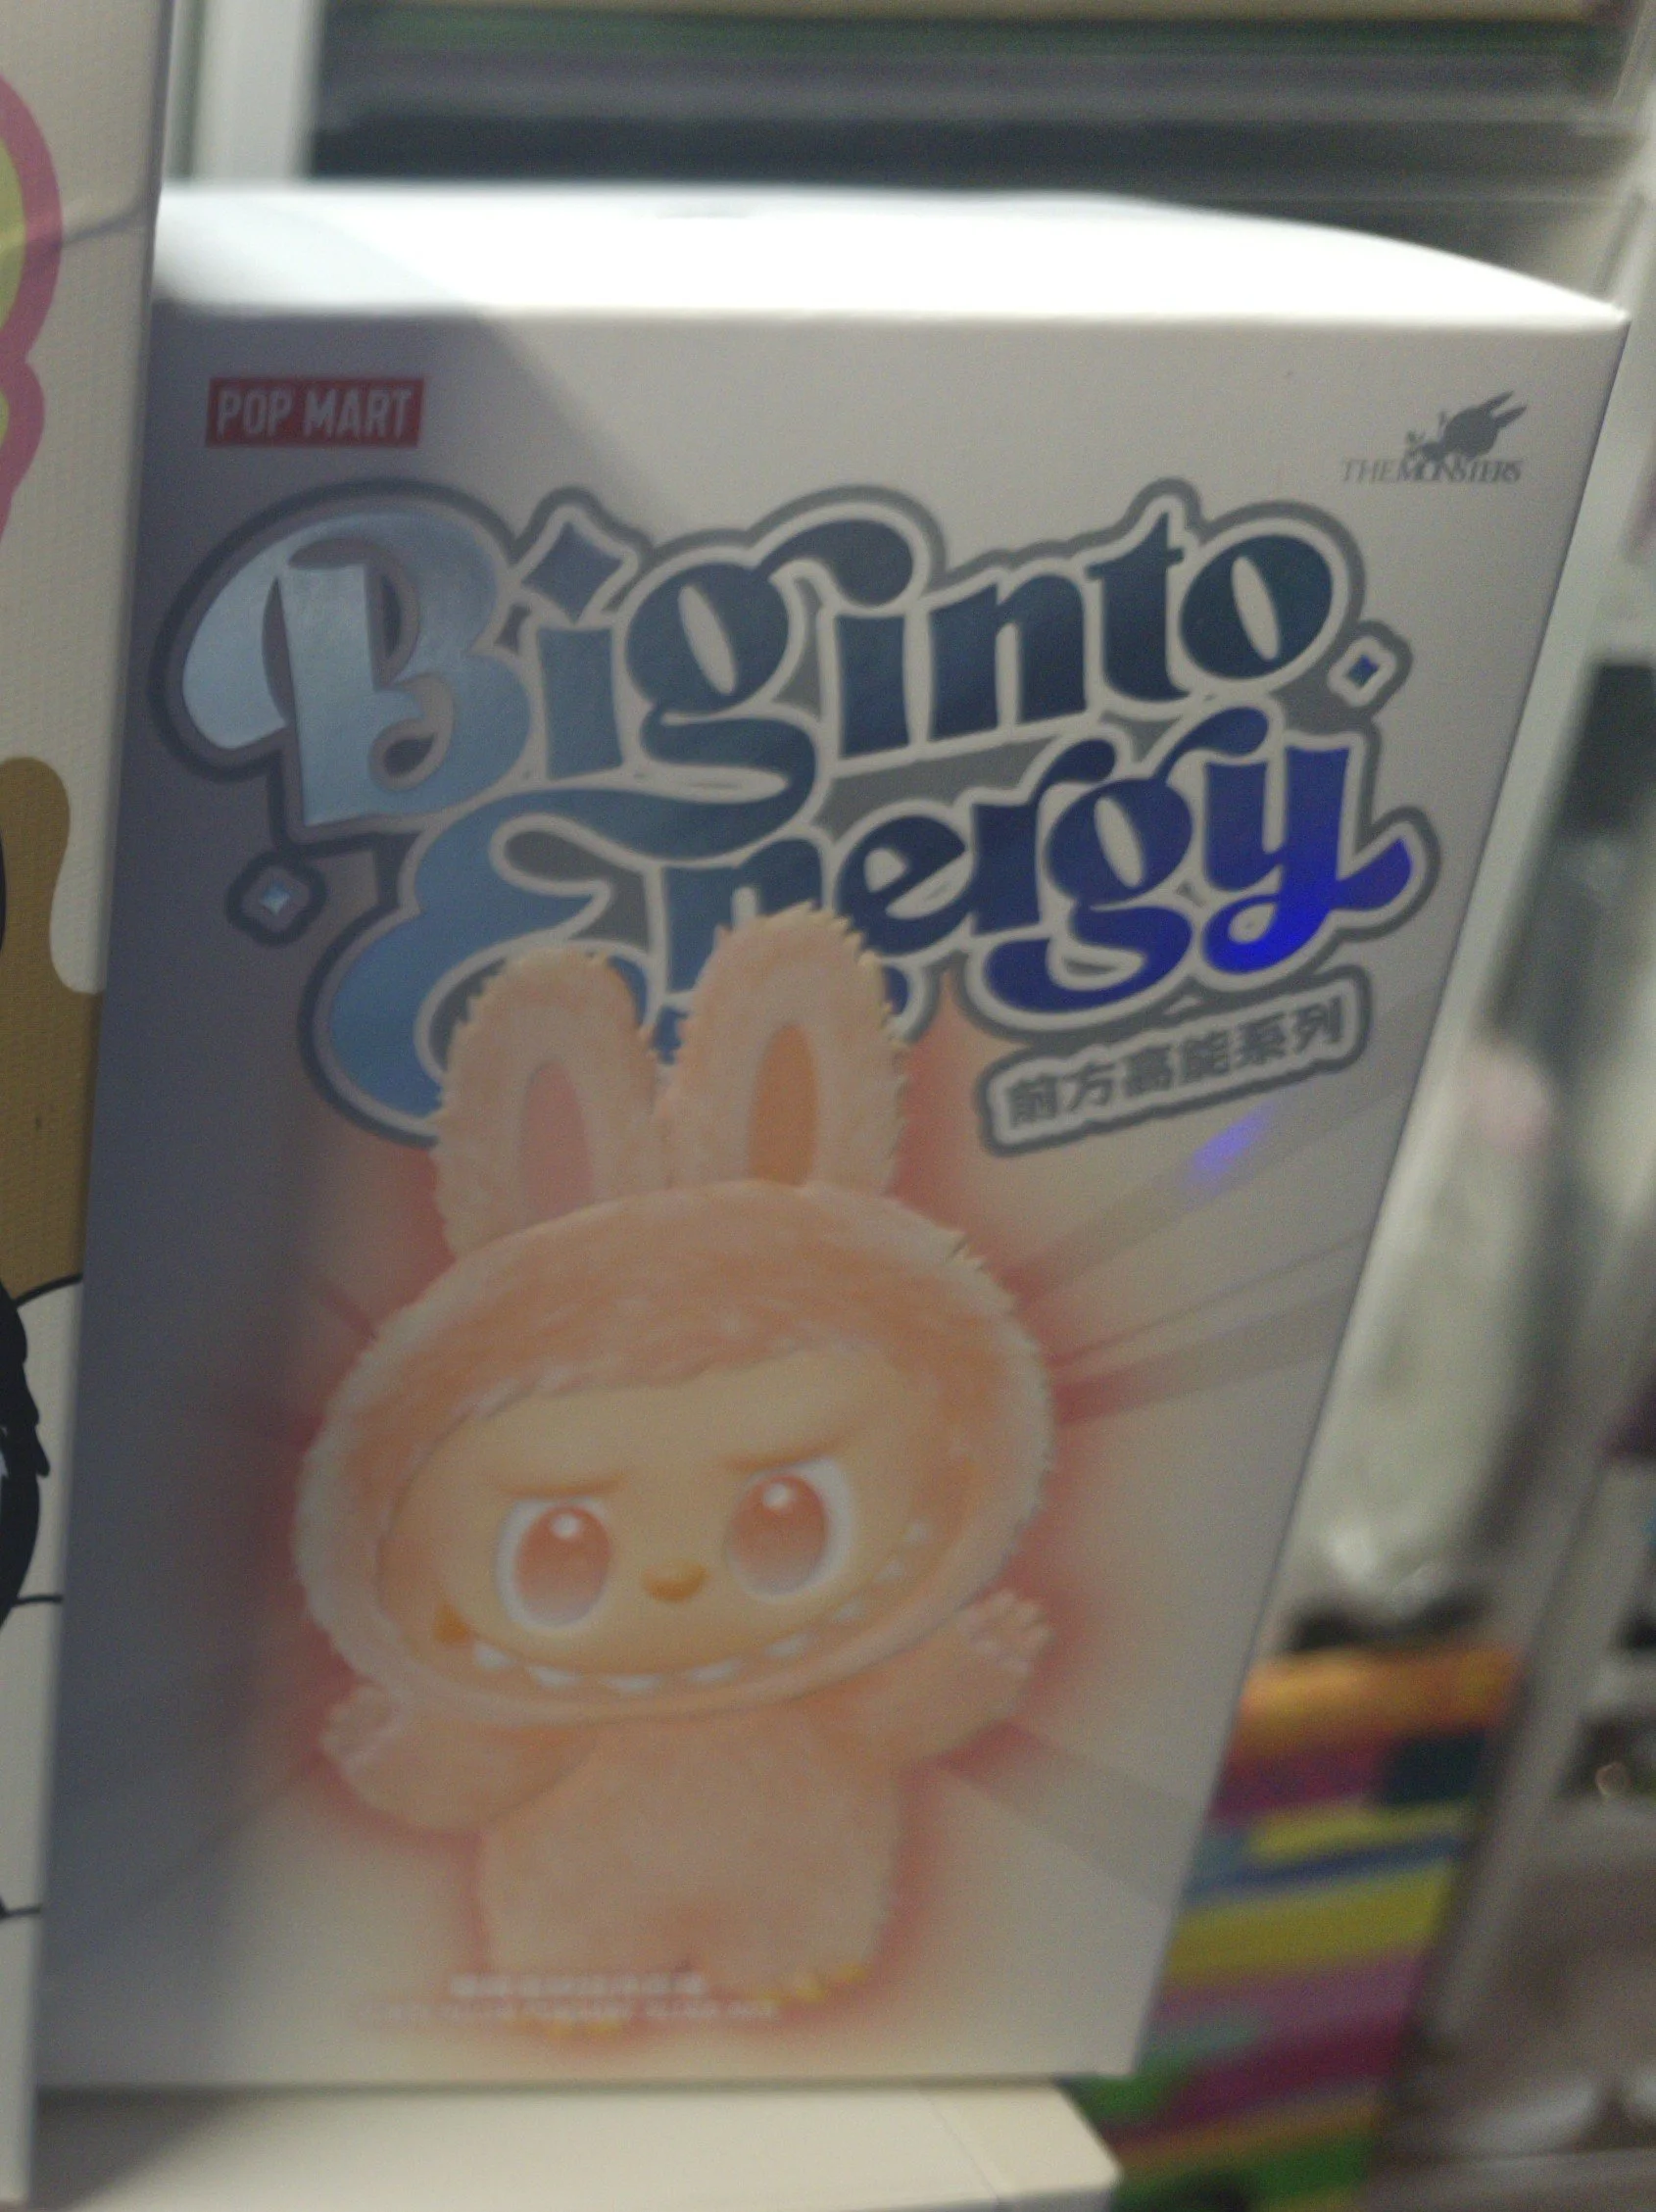 POP MART
THE MONSTERS
Big into
Energy
前方高能系列